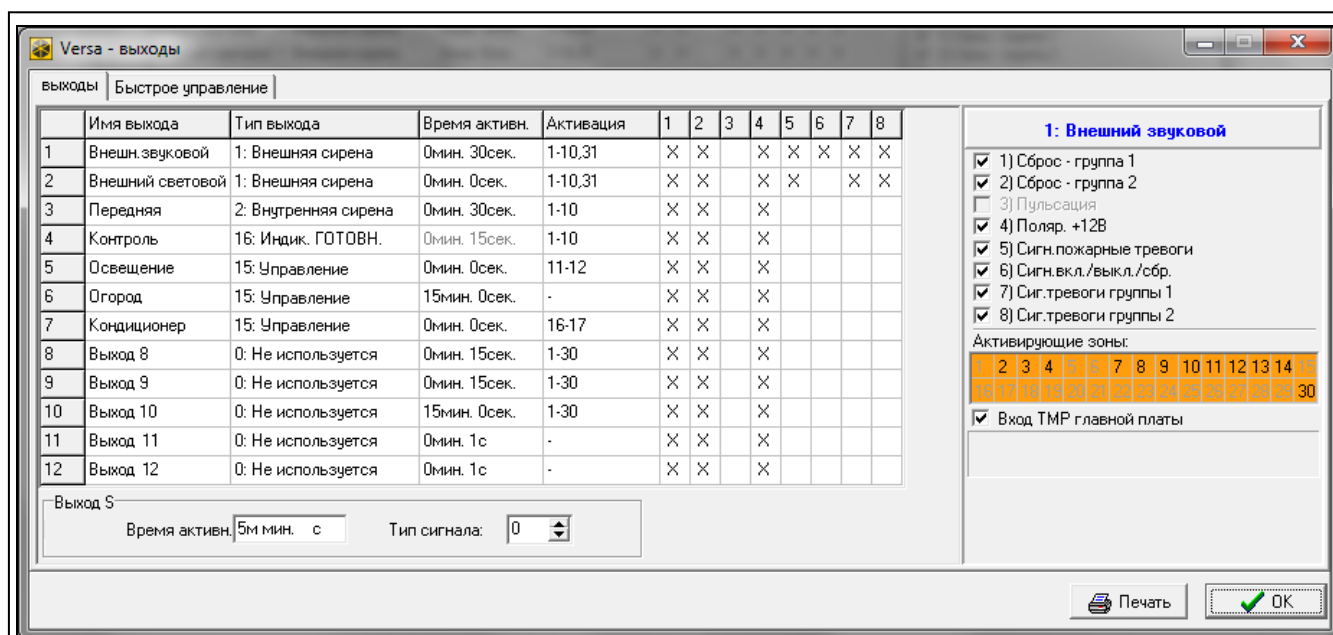 Versa - выходы
выходы Быстрое управление
Имя выхода Тип выхода Время активн. Активация 1 2 3 4 5 6 7 8
1 Внешн.звуковой 1: Внешняя сирена 0мин. 30сек. 1-10,31 X X X X X X X
2 Внешний световой 1: Внешняя сирена 0мин. 0сек. 1-10,31 X X X X X X
3 Передняя 2: Внутренняя сирена 0мин. 30сек. 1-10 X X X
4 Контроль 16: Индик. ГОТОВН. 0мин. 15сек. 1-10 X X X
5 Освещение 15: Управление 0мин. 0сек. 11-12 X X X
6 Огород 15: Управление 15мин. 0сек. - X X X
7 Кондиционер 15: Управление 0мин. 0сек. 16-17 X X X
8 Выход 8 0: Не используется 0мин. 15сек. 1-30 X X X
9 Выход 9 0: Не используется 0мин. 15сек. 1-30 X X X
10 Выход 10 0: Не используется 15мин. 0сек. 1-30 X X X
11 Выход 11 0: Не используется 0мин. 1с - X X X
12 Выход 12 0: Не используется 0мин. 1с - X X X
Выход S
Время активн. 5м мин. с Тип сигнала: 0
1: Внешний звуковой
1) Сброс - группа 1
2) Сброс - группа 2
3) Пульсация
4) Поляр. +12В
5) Сигн.пожарные тревоги
6) Сигн.вкл./выкл./сбр.
7) Сиг.тревоги группы 1
8) Сиг.тревоги группы 2
Активирующие зоны:
1 2 3 4 5 6 7 8 9 10 11 12 13 14 15
16 17 18 19 20 21 22 23 24 25 26 27 28 29 30
Вход ТМР главной платы
Печать OK